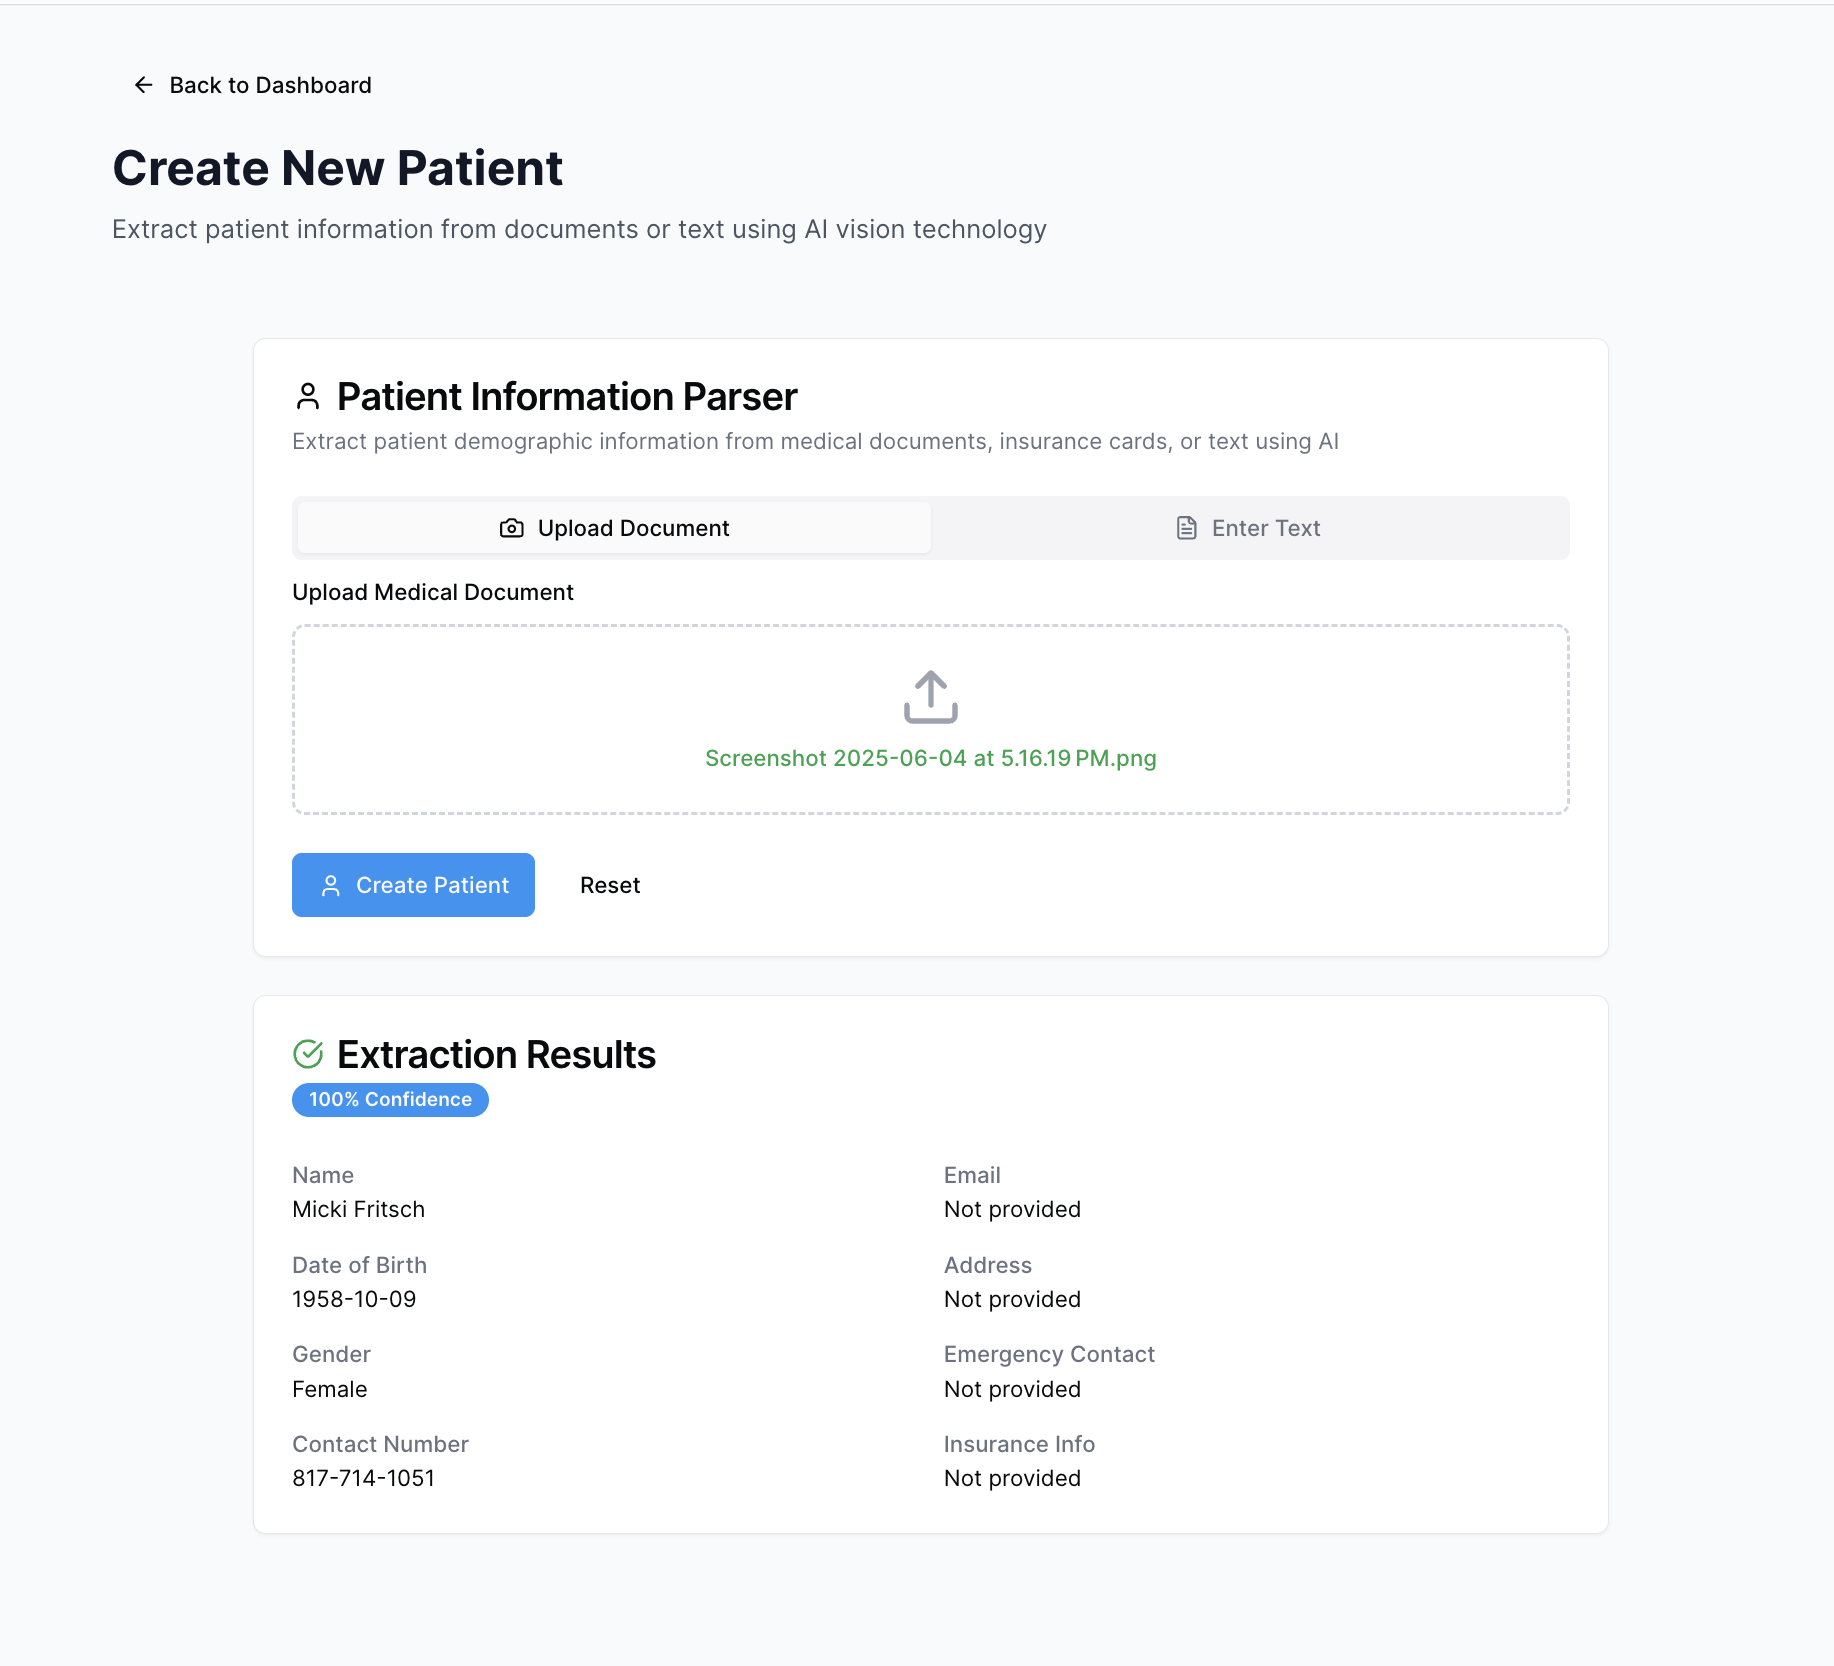 Back to Dashboard
Create New Patient
Extract patient information from documents or text using AI vision technology
Patient Information Parser
Extract patient demographic information from medical documents, insurance cards, or text using AI
Upload Document
Enter Text
Upload Medical Document
Screenshot 2025-06-04 at 5.16.19 PM.png
Create Patient
Reset
Extraction Results
100% Confidence
Name
Micki Fritsch
Date of Birth
1958-10-09
Gender
Female
Contact Number
817-714-1051
Email
Not provided
Address
Not provided
Emergency Contact
Not provided
Insurance Info
Not provided